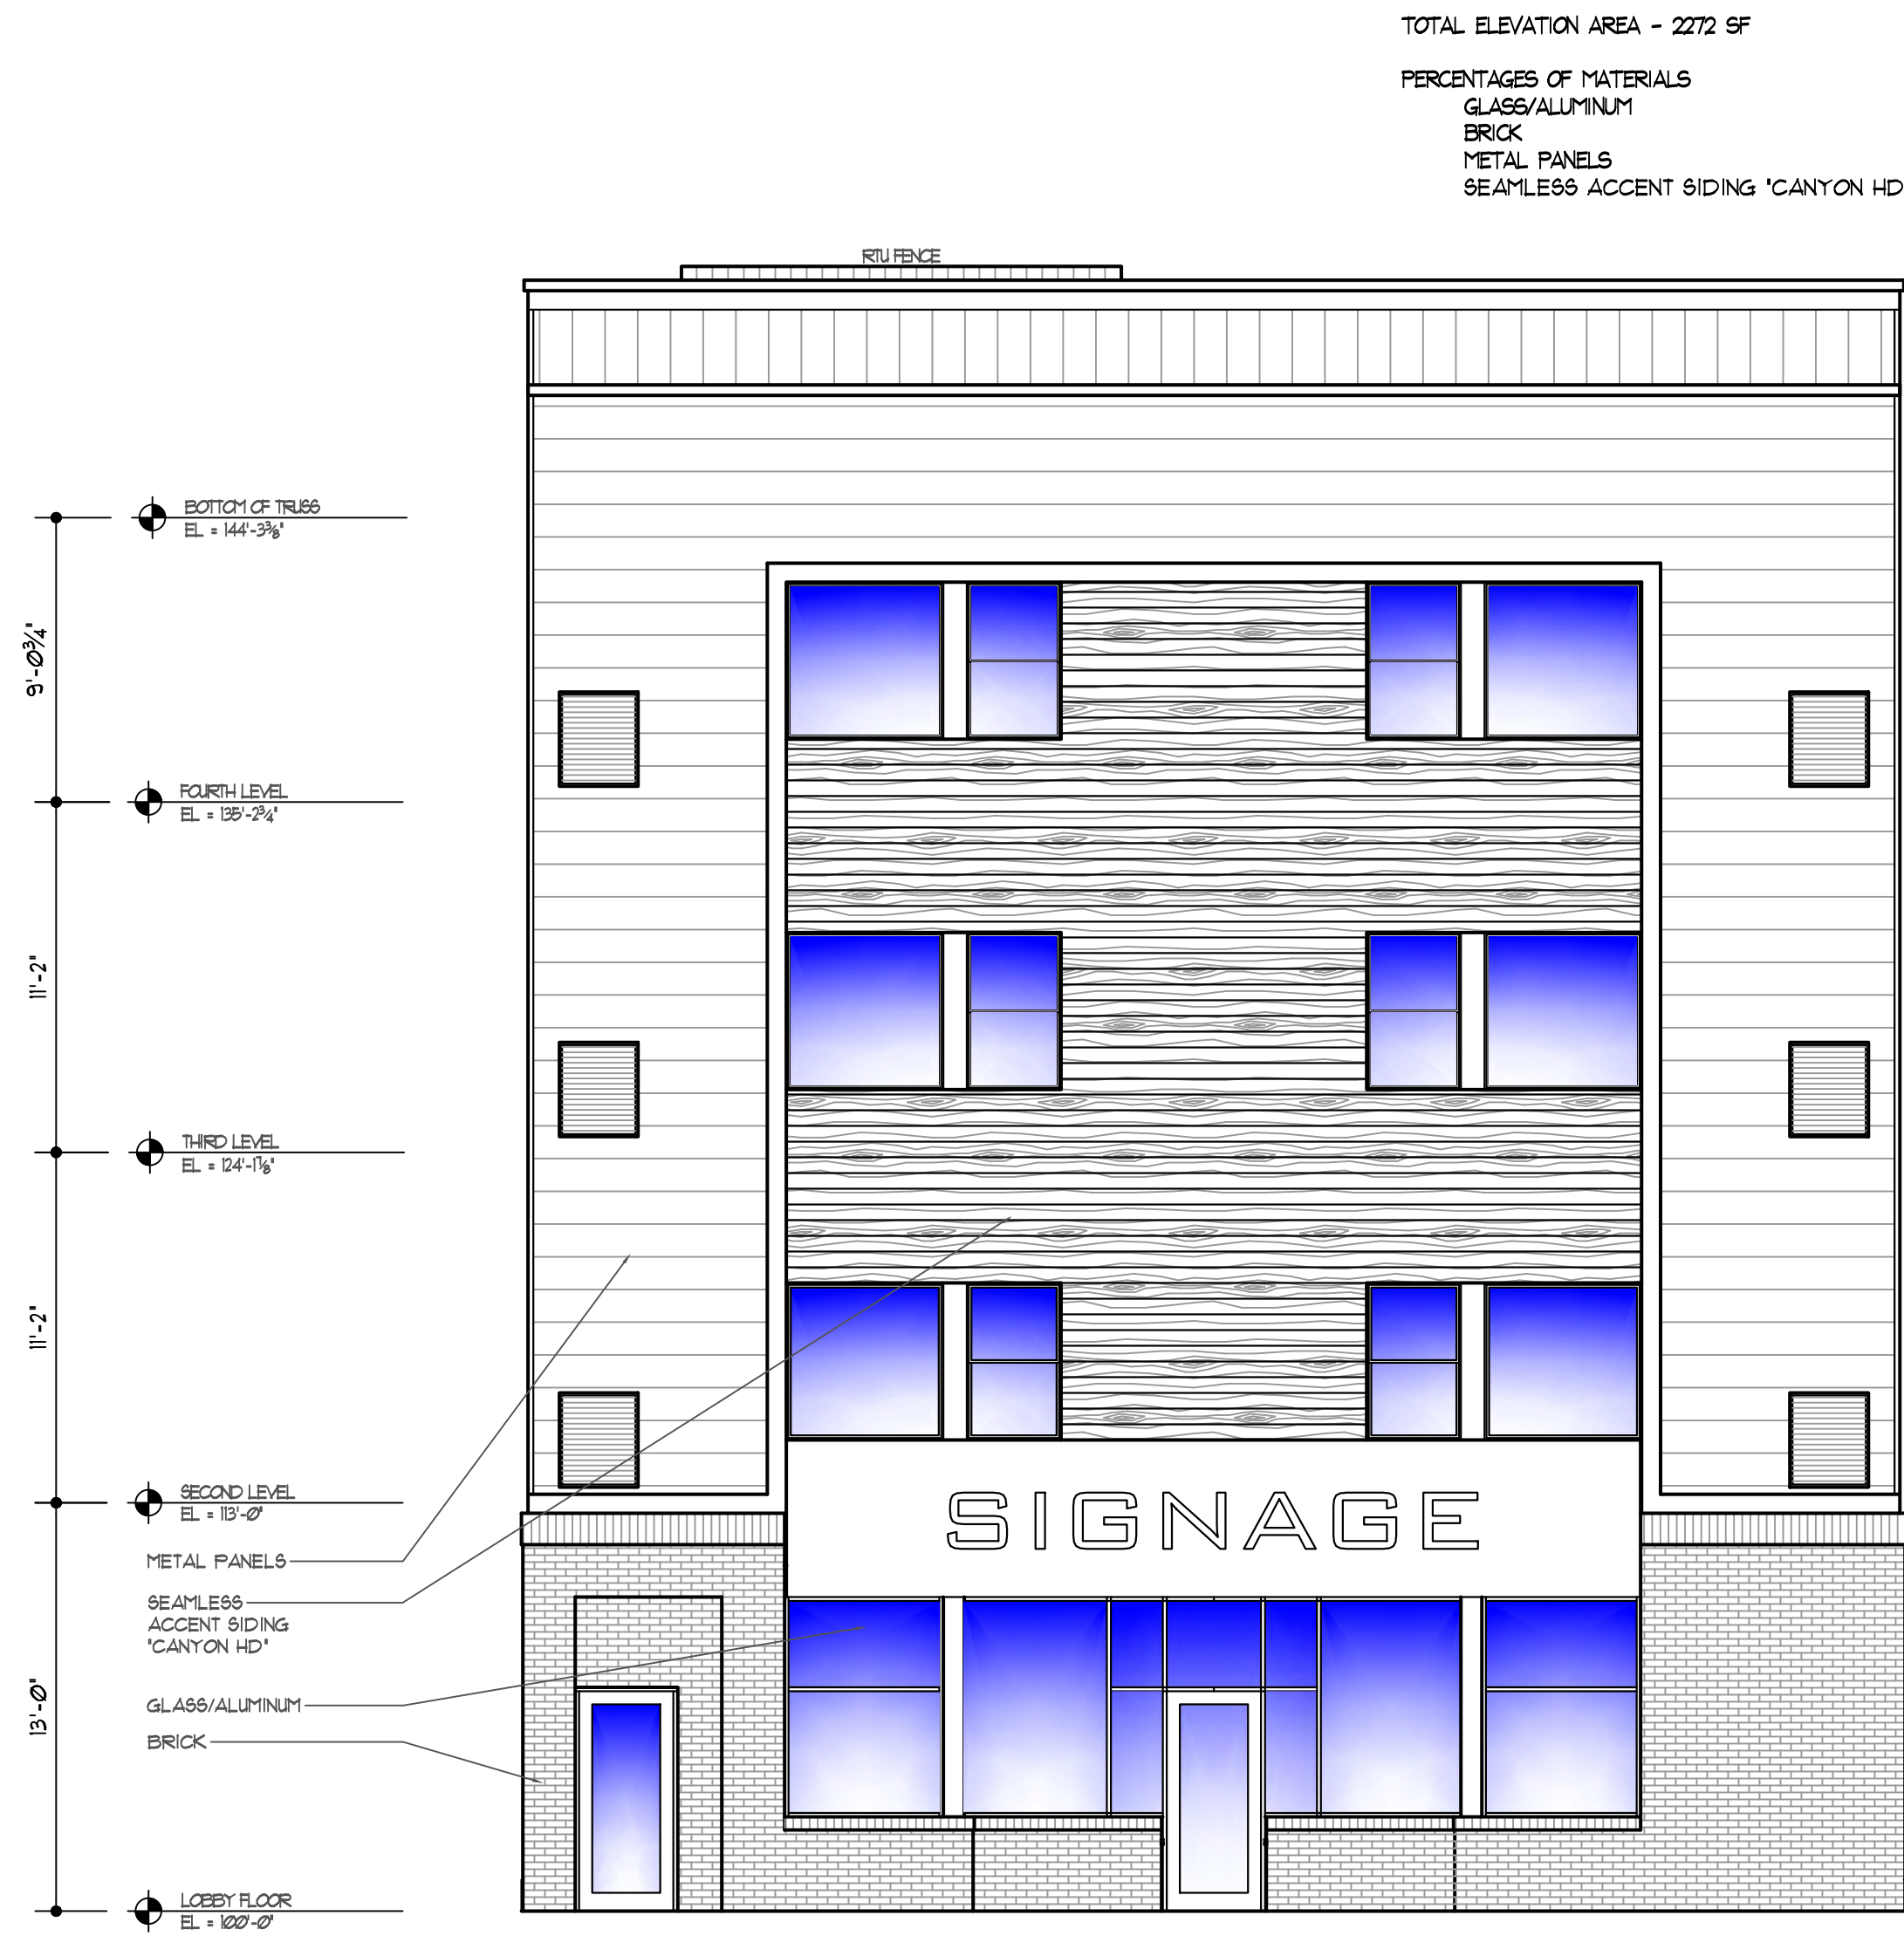 TOTAL ELEVATION AREA - 2272 SF
PERCENTAGES OF MATERIALS
GLASS/ALUMINUM
BRICK
METAL PANELS
SEAMLESS ACCENT SIDING "CANYON HD
RTU FENCE
BOTTOM OF TRUSS
EL = 144'-3⅜"
9'-0¾"
FOURTH LEVEL
EL = 135'-2¾"
11'-2"
THIRD LEVEL
EL = 124'-1⅞"
11'-2"
SECOND LEVEL
EL = 113'-0"
SIGNAGE
METAL PANELS
SEAMLESS
ACCENT SIDING
"CANYON HD"
GLASS/ALUMINUM
13'-0"
BRICK
LOBBY FLOOR
EL = 100'-0"